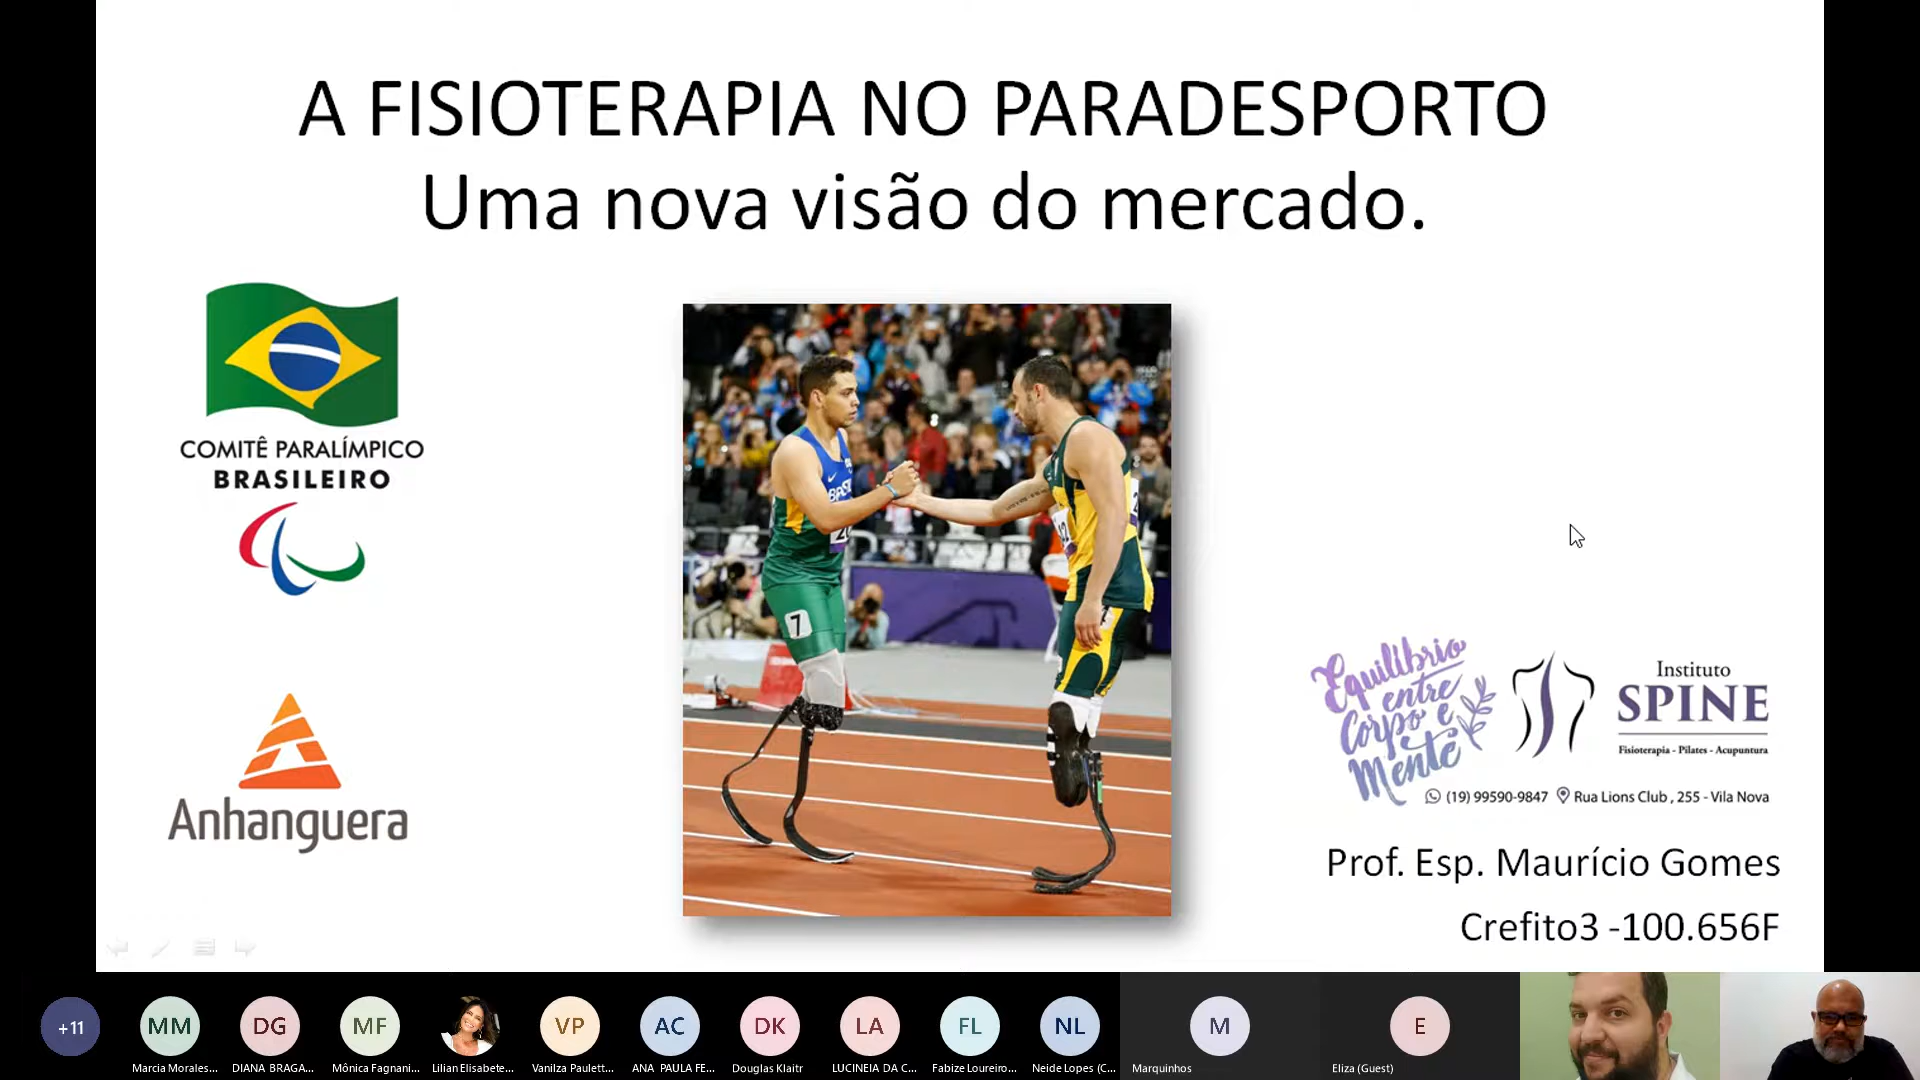 A FISIOTERAPIA NO PARADESPORTO
Uma nova visão do mercado.
COMITÊ PARALÍMPICO
BRASILEIRO
Anhanguera
BRASIL
7
Equilíbrio
entre
Corpo e
Mente
Instituto
SPINE
Fisioterapia - Pilates - Acupuntura
(19) 99590-9847 Rua Lions Club , 255 - Vila Nova
Prof. Esp. Maurício Gomes
Crefito3 -100.656F
+11
MM
DG
MF
VP
AC
DK
LA
FL
NL
M
E
Marcia Morales...
DIANA BRAGA...
Mônica Fagnani...
Lilian Elisabete...
Vanilza Paulett...
ANA PAULA FE...
Douglas Klaitr
LUCINEIA DA C...
Fabize Loureiro...
Neide Lopes (C...
Marquinhos
Eliza (Guest)